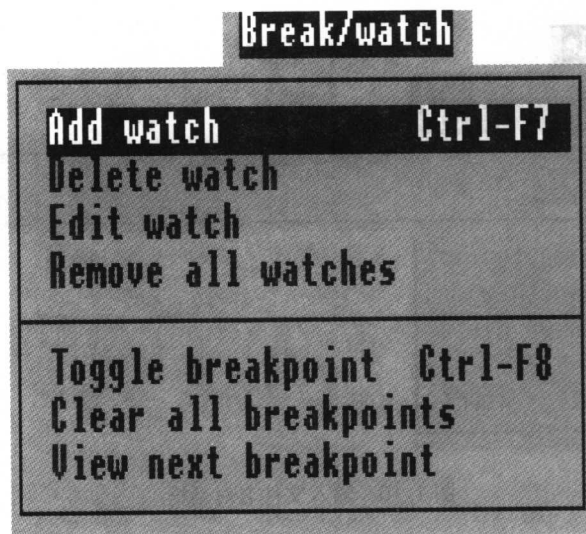 Break/watch
Add watch Ctrl-F7
Delete watch
Edit watch
Remove all watches
Toggle breakpoint Ctrl-F8
Clear all breakpoints
View next breakpoint